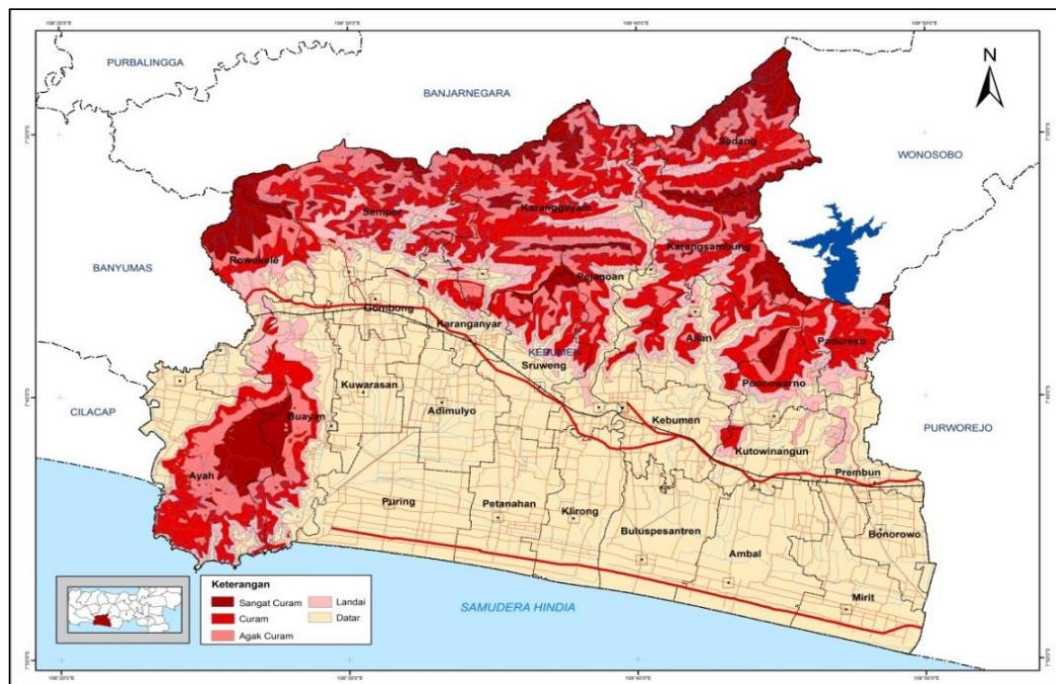 PURBALINGGA
BANJARNEGARA
N
WONOSOBO
Sadang
Karanggayam
Sempor
Karangsambung
BANYUMAS
Rowokele
Pejagoan
Gombong
Karanganyar
Alian
Padureso
KEBUMEN
Sruweng
Poncowarno
CILACAP
Kuwarasan
Adimulyo
Buayan
Kebumen
PURWOREJO
Kutowinangun
Ayah
Prembun
Puring
Petanahan
Klirong
Buluspesantren
Bonorowo
Ambal
Mirit
SAMUDERA HINDIA
Keterangan
Sangat Curam
Landai
Curam
Datar
Agak Curam